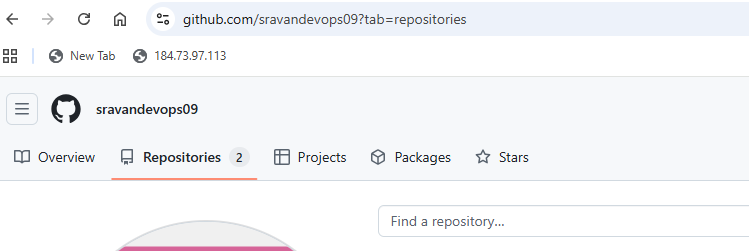 github.com/sravandevops09?tab=repositories
New Tab 184.73.97.113
sravandevops09
Overview Repositories 2 Projects Packages Stars
Find a repository...